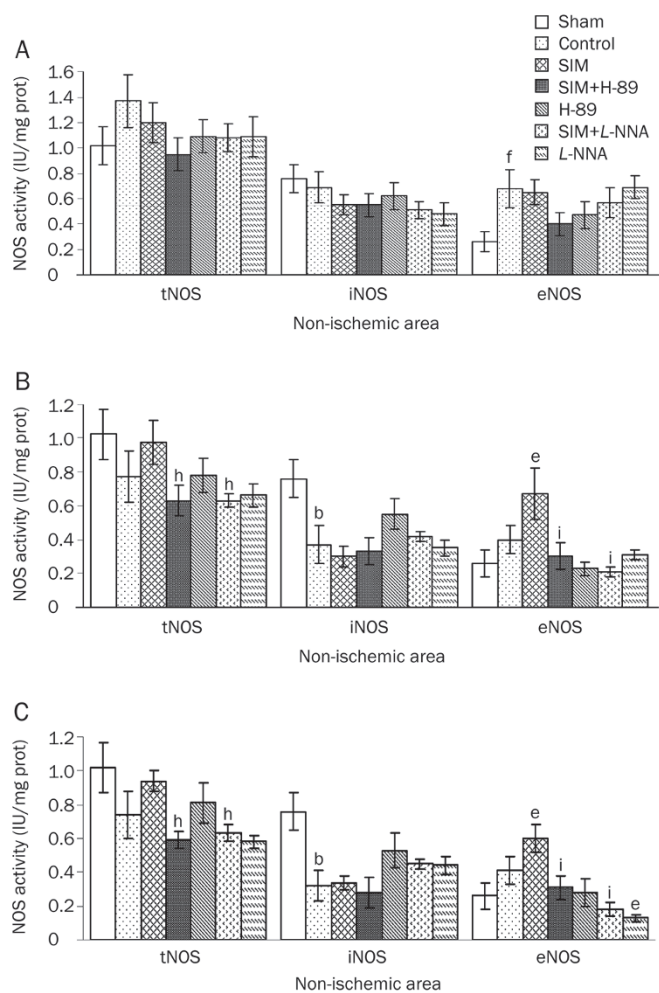 A
Sham
Control
SIM
SIM+H-89
H-89
SIM+L-NNA
L-NNA
NOS activity (IU/mg prot)
1.6
1.4
1.2
1.0
0.8
0.6
0.4
0.2
0
f
tNOS iNOS eNOS
Non-ischemic area
B
NOS activity (IU/mg prot)
1.2
1.0
0.8
0.6
0.4
0.2
0
h h b e i i
tNOS iNOS eNOS
Non-ischemic area
C
NOS activity (IU/mg prot)
1.2
1.0
0.8
0.6
0.4
0.2
0
h h b e i i e
tNOS iNOS eNOS
Non-ischemic area